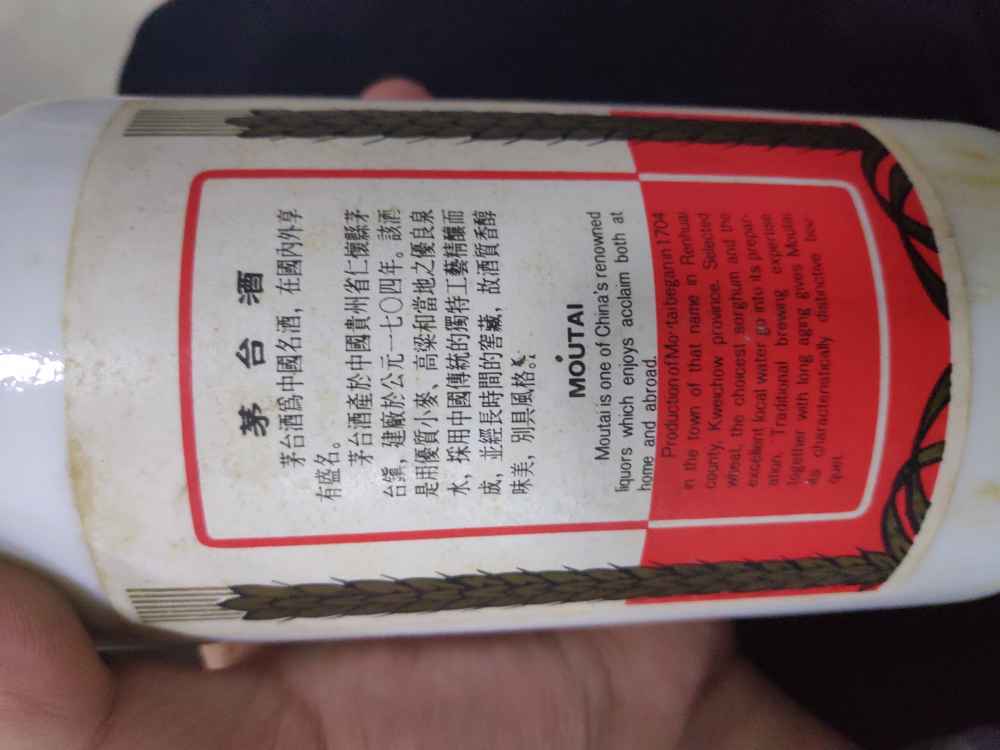 茅台酒
茅台酒爲中國名酒，在國內外享
有盛名。
茅台酒產於中國貴州省仁懷縣茅
台鎮，建廠於公元一七〇四年。該酒
是用優質小麥、高粱和當地之優良泉
水，採用中國傳統的獨特工藝精釀而
成，並經長時間的窖藏，故酒質香醇
味美，別具風格。
MOUTAI
Moutai is one of China's renowned
liquors which enjoys acclaim both at
home and abroad.
Production of Moutai began in 1704
in the town of that name in Renhuai
county, Kweichow province. Selected
wheat, the choicest sorghum and the
excellent local water go into its prepar-
ation. Traditional brewing expertise
together with long aging gives Moutai
its characteristically distinctive